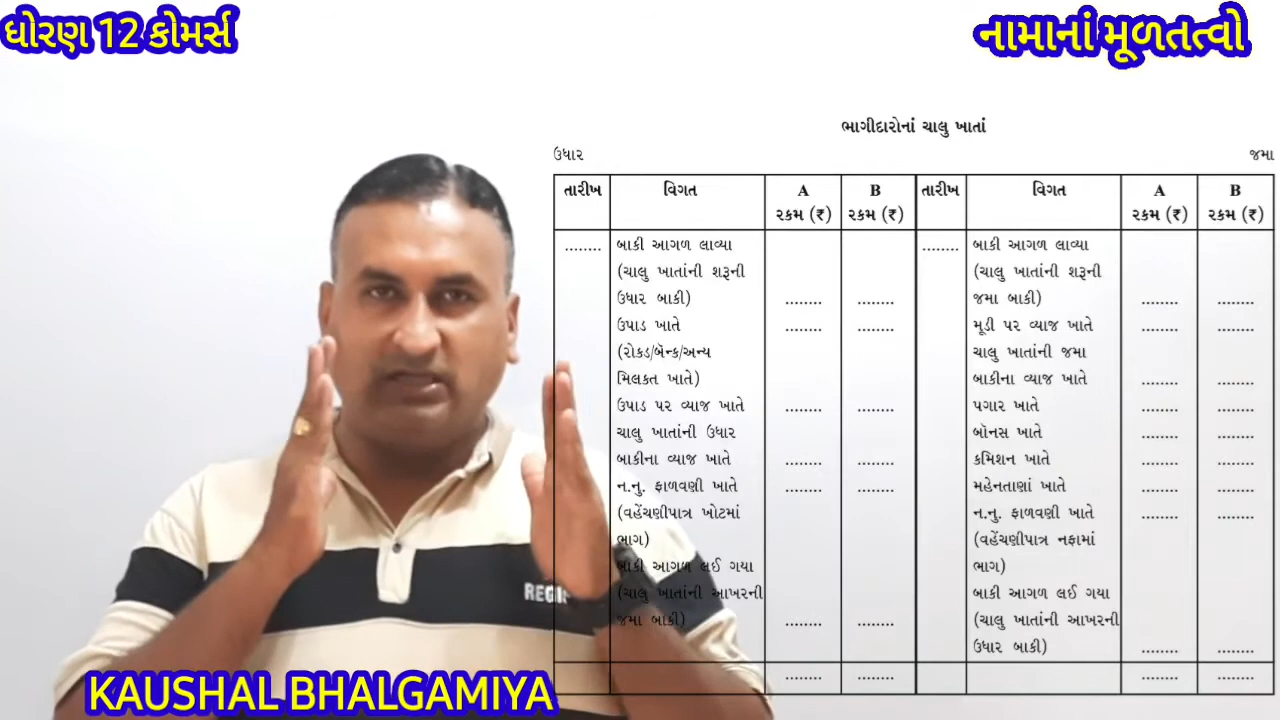 ધોરણ 12 કોમર્સ
નામાનાં મૂળતત્વો
ભાગીદારોનાં ચાલુ ખાતાં
ઉધાર જમા
તારીખ વિગત A B તારીખ વિગત A B
રકમ (₹) રકમ (₹) રકમ (₹) રકમ (₹)
........ બાકી આગળ લાવ્યા ........ બાકી આગળ લાવ્યા
(ચાલુ ખાતાંની શરૂની (ચાલુ ખાતાંની શરૂની
ઉધાર બાકી) ........ ........ જમા બાકી) ........ ........
ઉપાડ ખાતે ........ ........ મૂડી પર વ્યાજ ખાતે ........ ........
(રોકડ/બૅન્ક/અન્ય ચાલુ ખાતાંની જમા
મિલકત ખાતે) બાકીના વ્યાજ ખાતે ........ ........
ઉપાડ પર વ્યાજ ખાતે ........ ........ પગાર ખાતે ........ ........
ચાલુ ખાતાંની ઉધાર બૉનસ ખાતે ........ ........
બાકીના વ્યાજ ખાતે ........ ........ કમિશન ખાતે ........ ........
ન.નુ. ફાળવણી ખાતે ........ ........ મહેનતાણાં ખાતે ........ ........
(વહેંચણીપાત્ર ખોટમાં ન.નુ. ફાળવણી ખાતે ........ ........
ભાગ) (વહેંચણીપાત્ર નફામાં
બાકી આગળ લઈ ગયા ભાગ)
(ચાલુ ખાતાંની આખરની બાકી આગળ લઈ ગયા
જમા બાકી) ........ ........ (ચાલુ ખાતાંની આખરની
ઉધાર બાકી) ........ ........
........ ........ ........ ........
KAUSHAL BHALGAMIYA